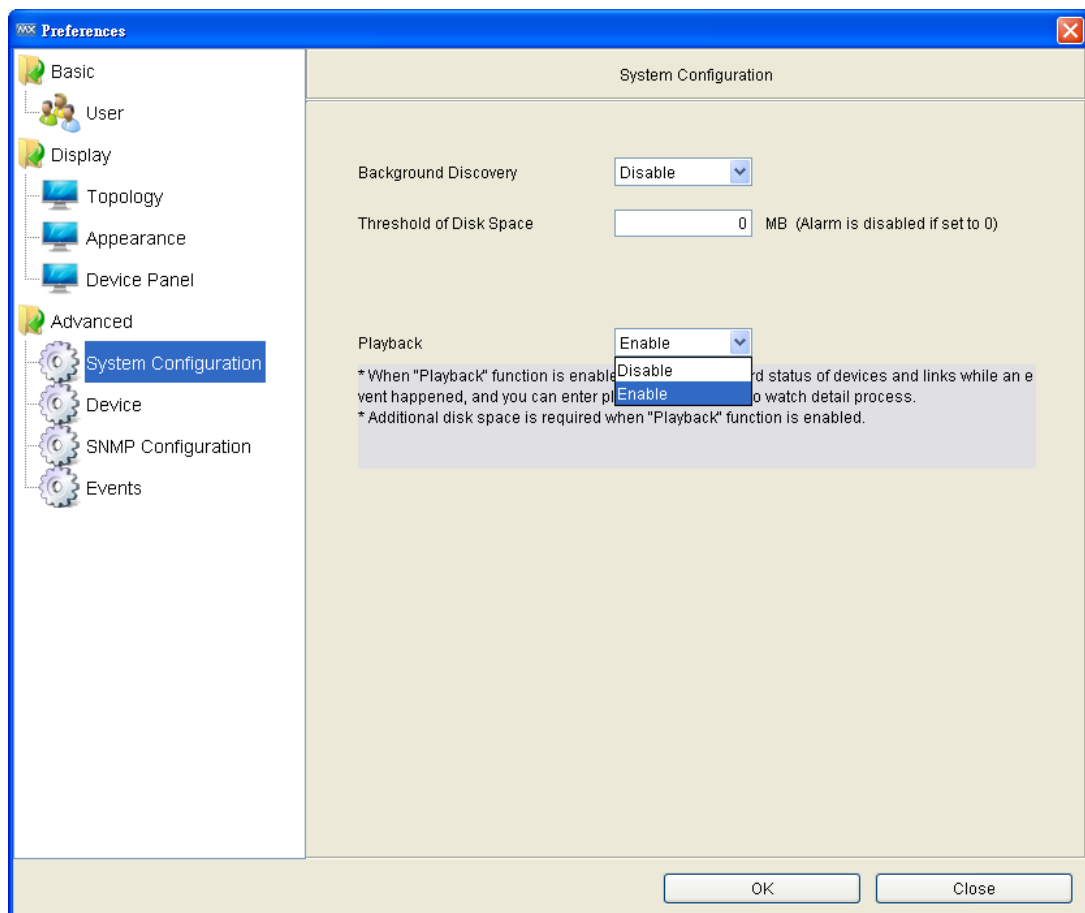 MX Preferences
Basic
User
Display
Topology
Appearance
Device Panel
Advanced
System Configuration
Device
SNMP Configuration
Events
System Configuration
Background Discovery Disable
Threshold of Disk Space 0 MB (Alarm is disabled if set to 0)
Playback Enable
Disable
Enable
* When "Playback" function is enable rd status of devices and links while an e
vent happened, and you can enter pl o watch detail process.
* Additional disk space is required when "Playback" function is enabled.
OK Close